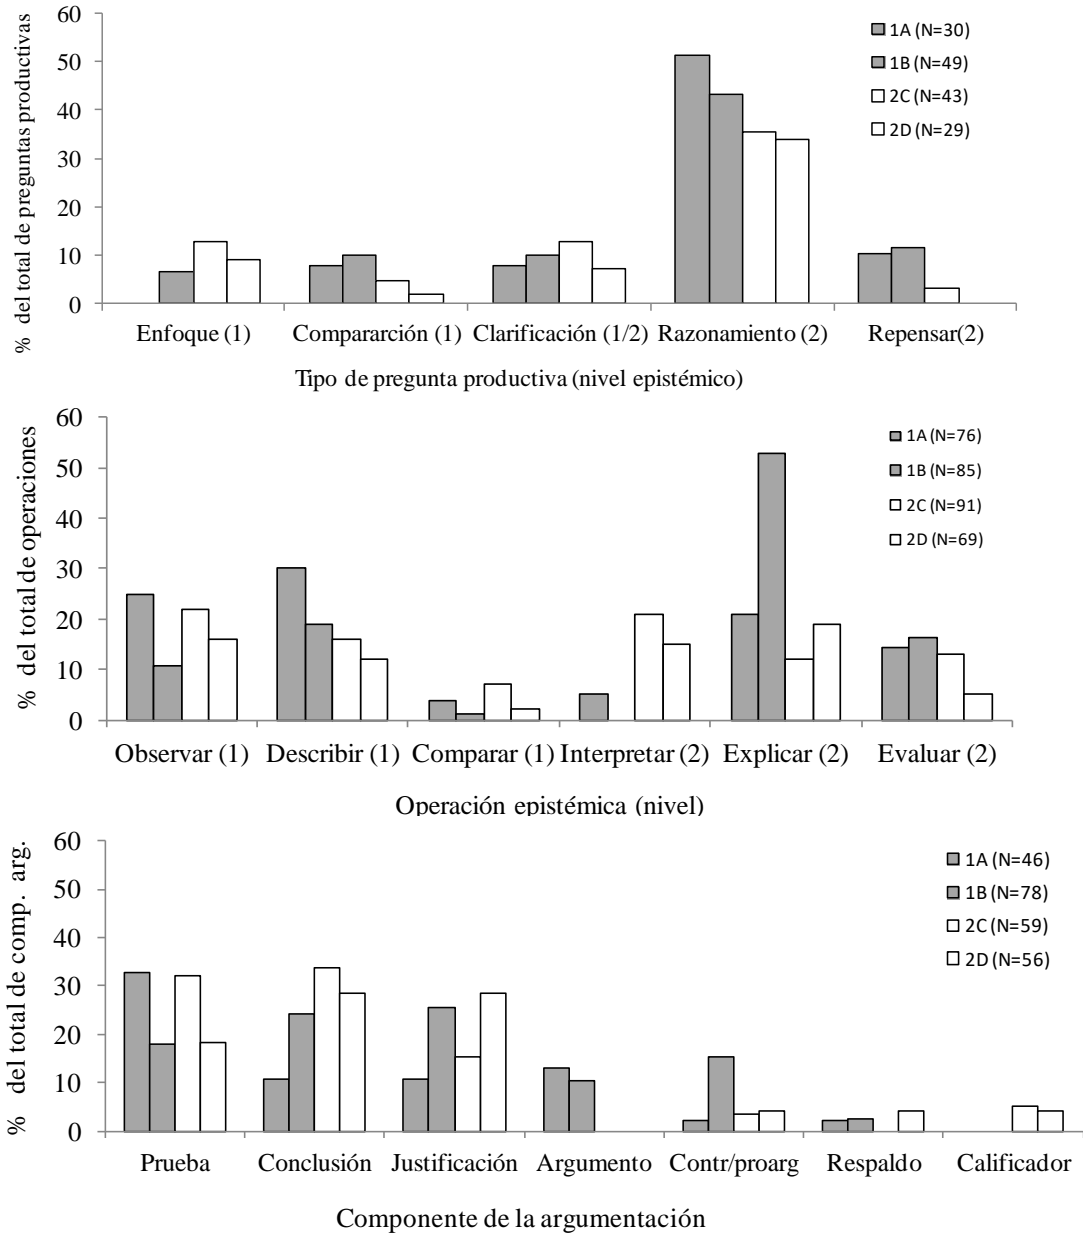 % del total de preguntas productivas
60
50
40
30
20
10
0
1A (N=30)
1B (N=49)
2C (N=43)
2D (N=29)
Enfoque (1) Compararción (1) Clarificación (1/2) Razonamiento (2) Repensar(2)
Tipo de pregunta productiva (nivel epistémico)
% del total de operaciones
60
50
40
30
20
10
0
1A (N=76)
1B (N=85)
2C (N=91)
2D (N=69)
Observar (1) Describir (1) Comparar (1) Interpretar (2) Explicar (2) Evaluar (2)
Operación epistémica (nivel)
% del total de comp. arg.
60
50
40
30
20
10
0
1A (N=46)
1B (N=78)
2C (N=59)
2D (N=56)
Prueba Conclusión Justificación Argumento Contr/proarg Respaldo Calificador
Componente de la argumentación